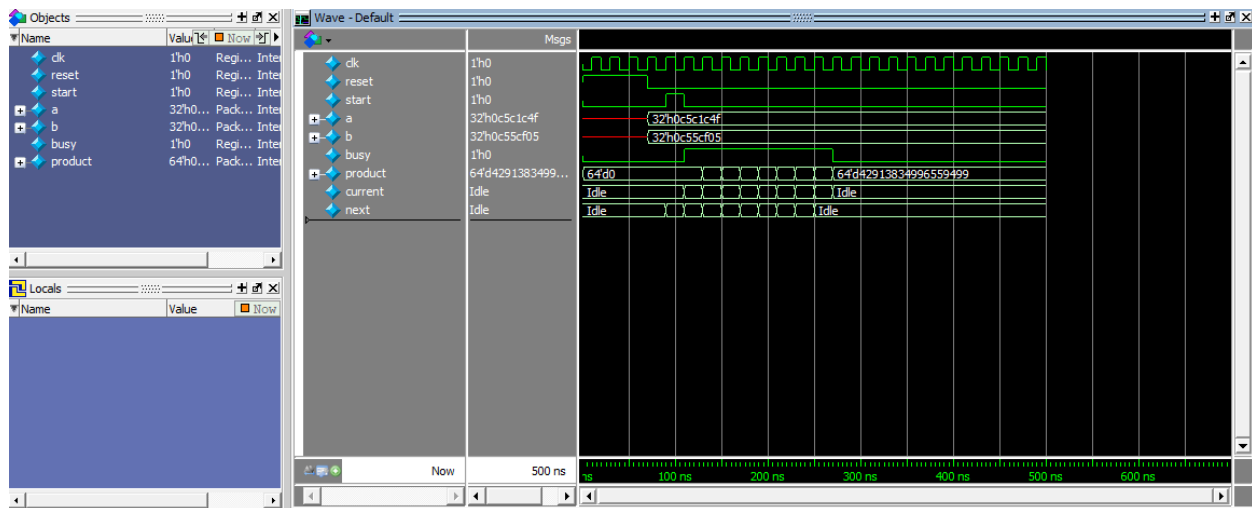 Objects
Name Valu Now
clk 1'h0 Regi... Inter
reset 1'h0 Regi... Inter
start 1'h0 Regi... Inter
a 32'h0... Pack... Inter
b 32'h0... Pack... Inter
busy 1'h0 Regi... Inter
product 64'h0... Pack... Inter
Locals
Name Value Now
Wave - Default
Msgs
clk 1'h0
reset 1'h0
start 1'h0
a 32'h0c5c1c4f 32'h0c5c1c4f
b 32'h0c55cf05 32'h0c55cf05
busy 1'h0
product 64'd4291383499... 64'd0 64'd42913834996559499
current Idle Idle Idle
next Idle Idle Idle
Now 500 ns
ns 100 ns 200 ns 300 ns 400 ns 500 ns 600 ns